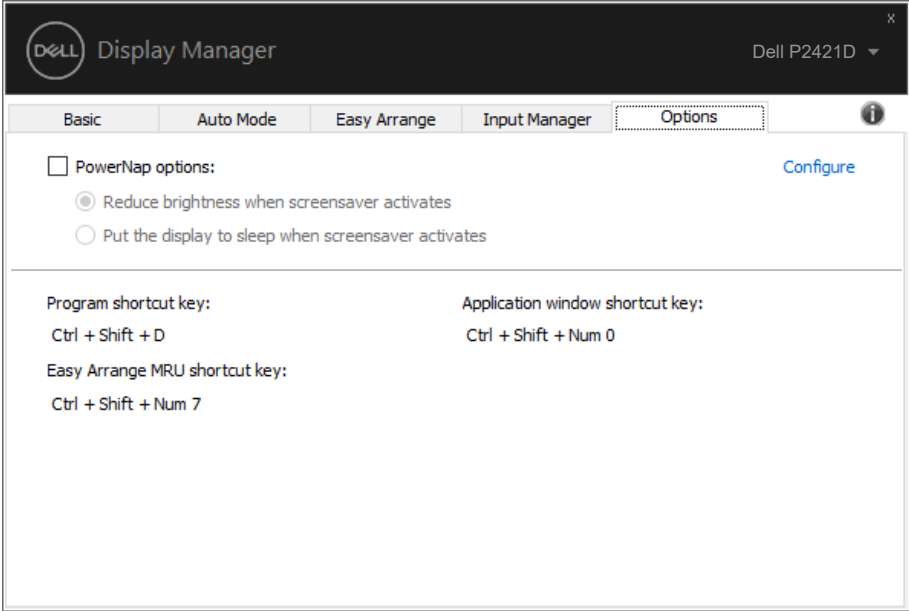 DELL Display Manager
x
Dell P2421D
Basic Auto Mode Easy Arrange Input Manager Options
PowerNap options: Configure
Reduce brightness when screensaver activates
Put the display to sleep when screensaver activates
Program shortcut key: Application window shortcut key:
Ctrl + Shift + D Ctrl + Shift + Num 0
Easy Arrange MRU shortcut key:
Ctrl + Shift + Num 7